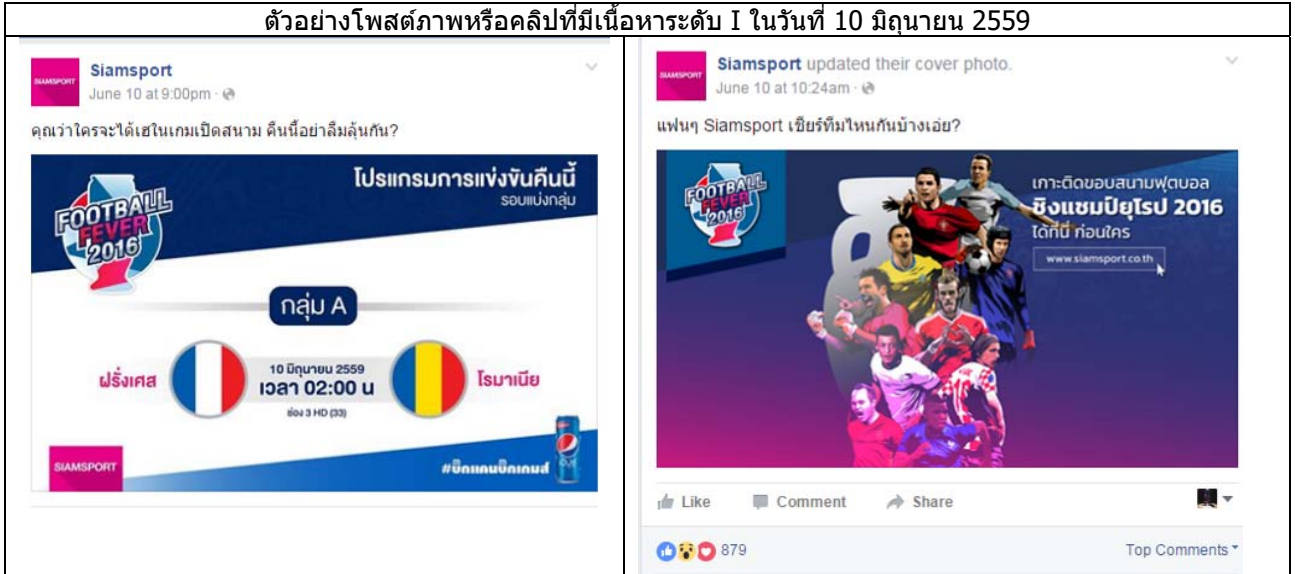 ตัวอย่างโพสต์ภาพหรือคลิปที่มีเนื้อหาระดับ I ในวันที่ 10 มิถุนายน 2559
SIAMSPORT
Siamsport
June 10 at 9:00pm
คุณว่าใครจะได้เฮในเกมเปิดสนาม คืนนี้อย่าลืมลุ้นกัน?
FOOTBALL
FEVER
2016
โปรแกรมการแข่งขันคืนนี้
รอบแบ่งกลุ่ม
กลุ่ม A
ฝรั่งเศส
10 มิถุนายน 2559
เวลา 02:00 น
ช่อง 3 HD (33)
โรมาเนีย
SIAMSPORT
#บิ๊กแคนบิ๊กเกมส์
SIAMSPORT
Siamsport updated their cover photo.
June 10 at 10:24am
แฟนๆ Siamsport เชียร์ทีมไหนกันบ้างเอ่ย?
FOOTBALL
FEVER
2016
เกาะติดขอบสนามฟุตบอล
ชิงแชมป์ยุโรป 2016
ได้ที่นี่ ก่อนใคร
www.siamsport.co.th
Like Comment Share
879 Top Comments